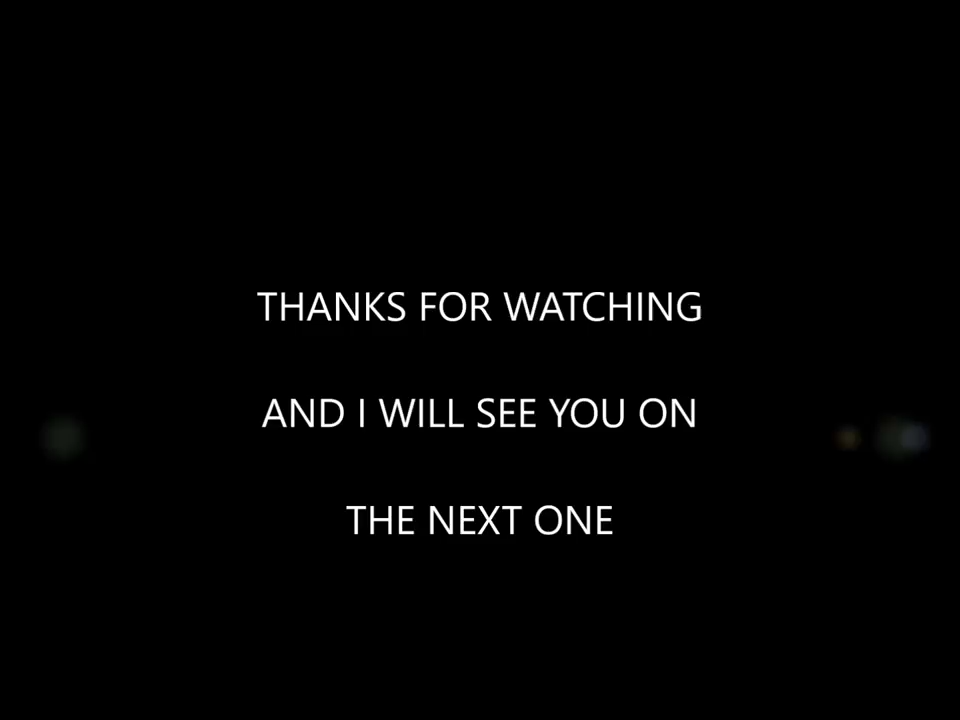 THANKS FOR WATCHING
AND I WILL SEE YOU ON
THE NEXT ONE